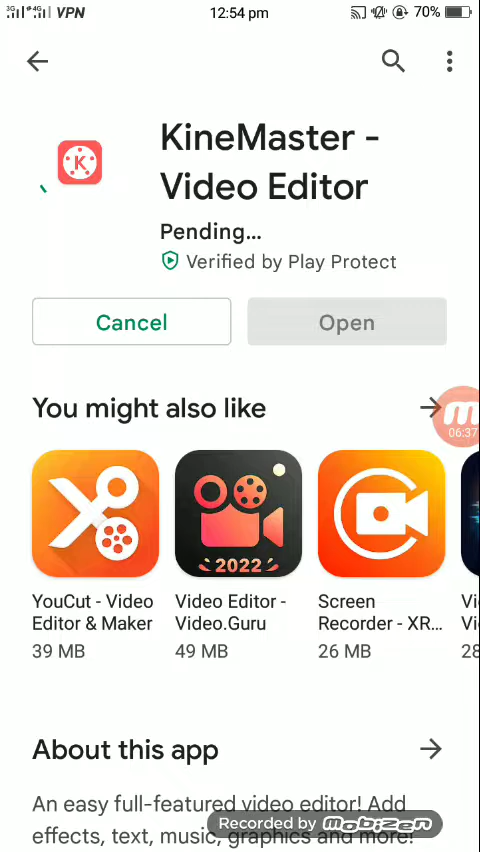 3G 4G VPN 12:54 pm 70%
K
KineMaster -
Video Editor
Pending...
Verified by Play Protect
Cancel Open
You might also like
06:37
2022
YouCut - Video
Editor & Maker
39 MB
Video Editor -
Video.Guru
49 MB
Screen
Recorder - XR...
26 MB
Vi
Vi
28
About this app
An easy full-featured video editor! Add
effects, text, music, graphics and more!
Recorded by mobizen